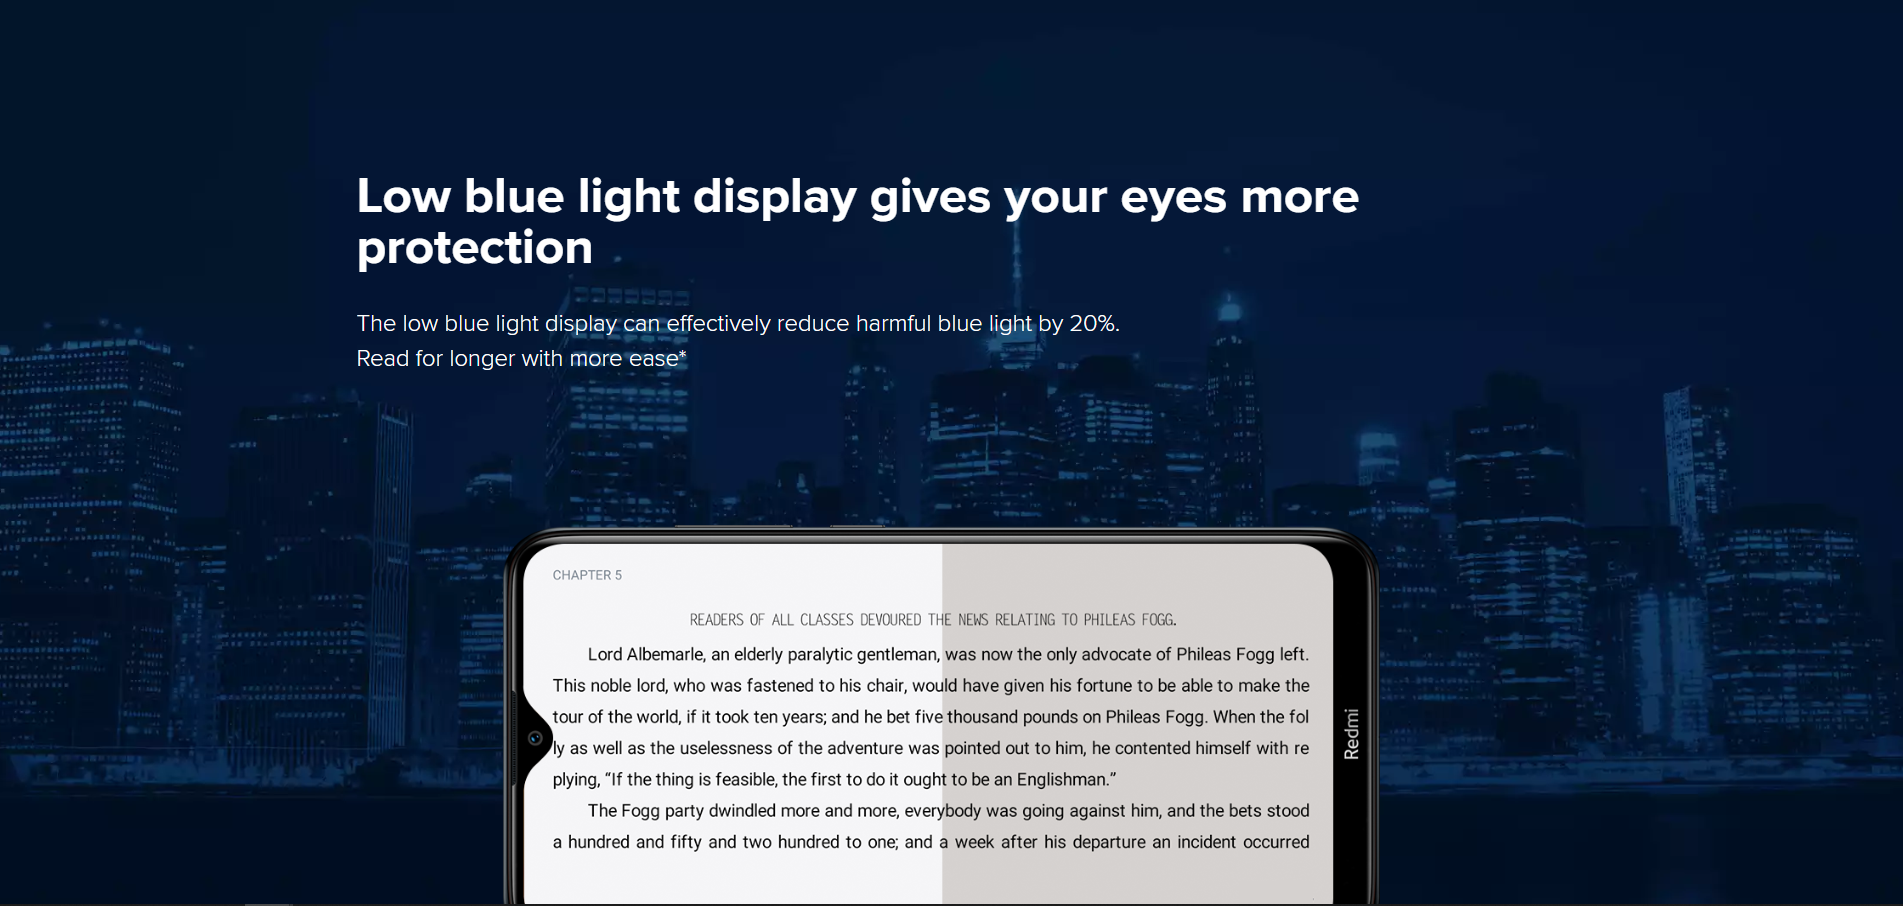 Low blue light display gives your eyes more
protection
The low blue light display can effectively reduce harmful blue light by 20%.
Read for longer with more ease*
CHAPTER 5
READERS OF ALL CLASSES DEVOURED THE NEWS RELATING TO PHILEAS FOGG.
Lord Albemarle, an elderly paralytic gentleman, was now the only advocate of Phileas Fogg left.
This noble lord, who was fastened to his chair, would have given his fortune to be able to make the
tour of the world, if it took ten years; and he bet five thousand pounds on Phileas Fogg. When the fol
ly as well as the uselessness of the adventure was pointed out to him, he contented himself with re
plying, “If the thing is feasible, the first to do it ought to be an Englishman.”
The Fogg party dwindled more and more, everybody was going against him, and the bets stood
a hundred and fifty and two hundred to one; and a week after his departure an incident occurred
Redmi